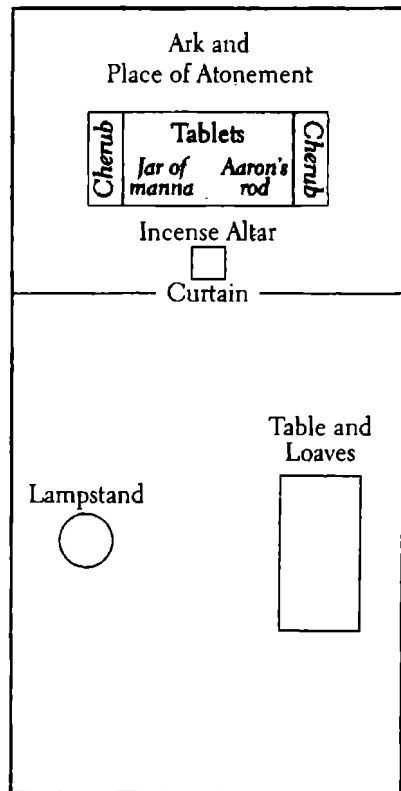 Ark and
Place of Atonement
Cherub
Tablets
Jar of
manna
Aaron's
rod
Cherub
Incense Altar
Curtain
Table and
Loaves
Lampstand